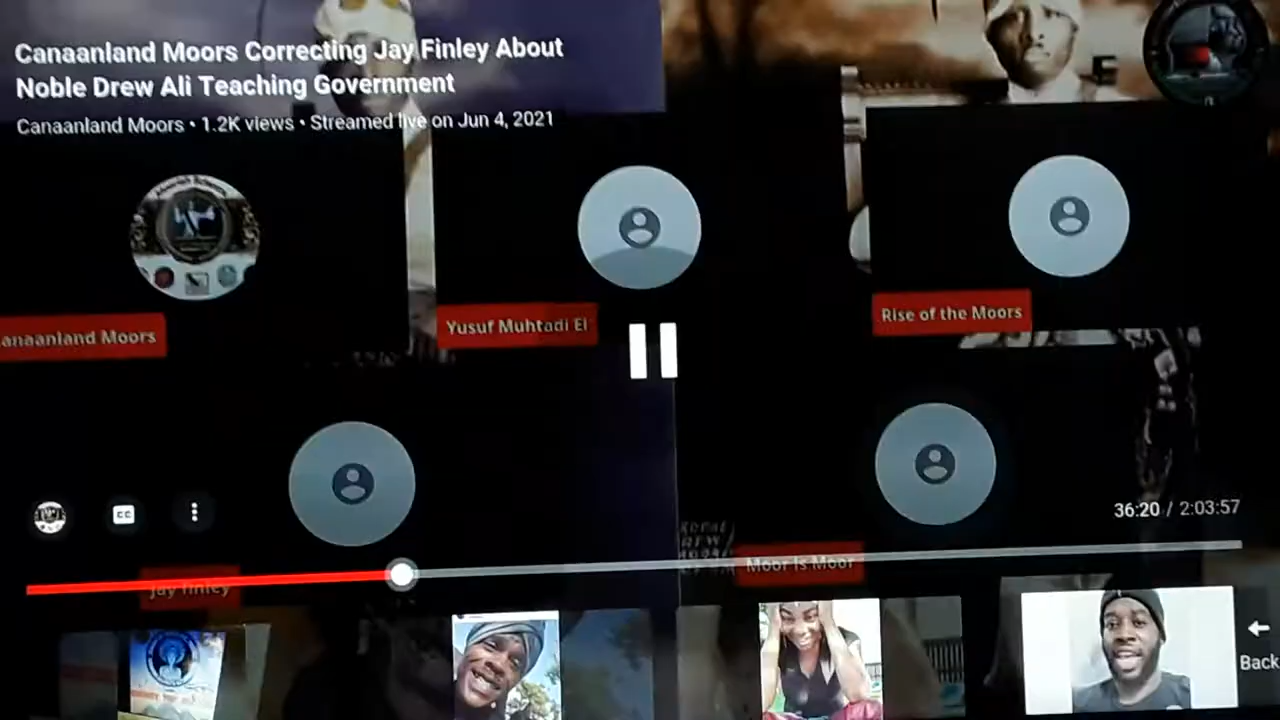 Canaanland Moors Correcting Jay Finley About
Noble Drew Ali Teaching Government
Canaanland Moors • 1.2K views • Streamed live on Jun 4, 2021
anaanland Moors
Yusuf Muhtadi El
Rise of the Moors
CC
36:20 / 2:03:57
Jay finley
Moor Is Moor
Back